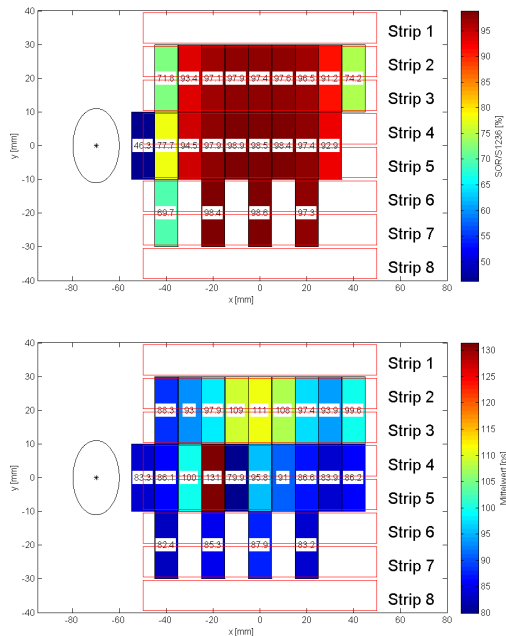 40
30
20
10
0
-10
-20
-30
-40
y [mm]
-80 -60 -40 -20 0 20 40 60 80
x [mm]
Strip 1
Strip 2
Strip 3
Strip 4
Strip 5
Strip 6
Strip 7
Strip 8
71.8 93.4 97.1 97.9 97.4 97.6 96.5 91.2 74.2
46.3 77.7 94.5 97.9 98.9 98.5 98.4 97.4 92.9
69.7 98.4 98.6 97.3
95
90
85
80
75
70
65
60
55
50
SOR/S1236 [%]
40
30
20
10
0
-10
-20
-30
-40
y [mm]
-80 -60 -40 -20 0 20 40 60 80
x [mm]
Strip 1
Strip 2
Strip 3
Strip 4
Strip 5
Strip 6
Strip 7
Strip 8
88.3 93 97.9 109 111 108 97.4 93.9 99.6
83.3 86.1 100 131 79.9 95.8 91 86.6 83.9 86.2
82.4 85.3 87.9 83.2
130
125
120
115
110
105
100
95
90
85
80
Mittelwert [ps]